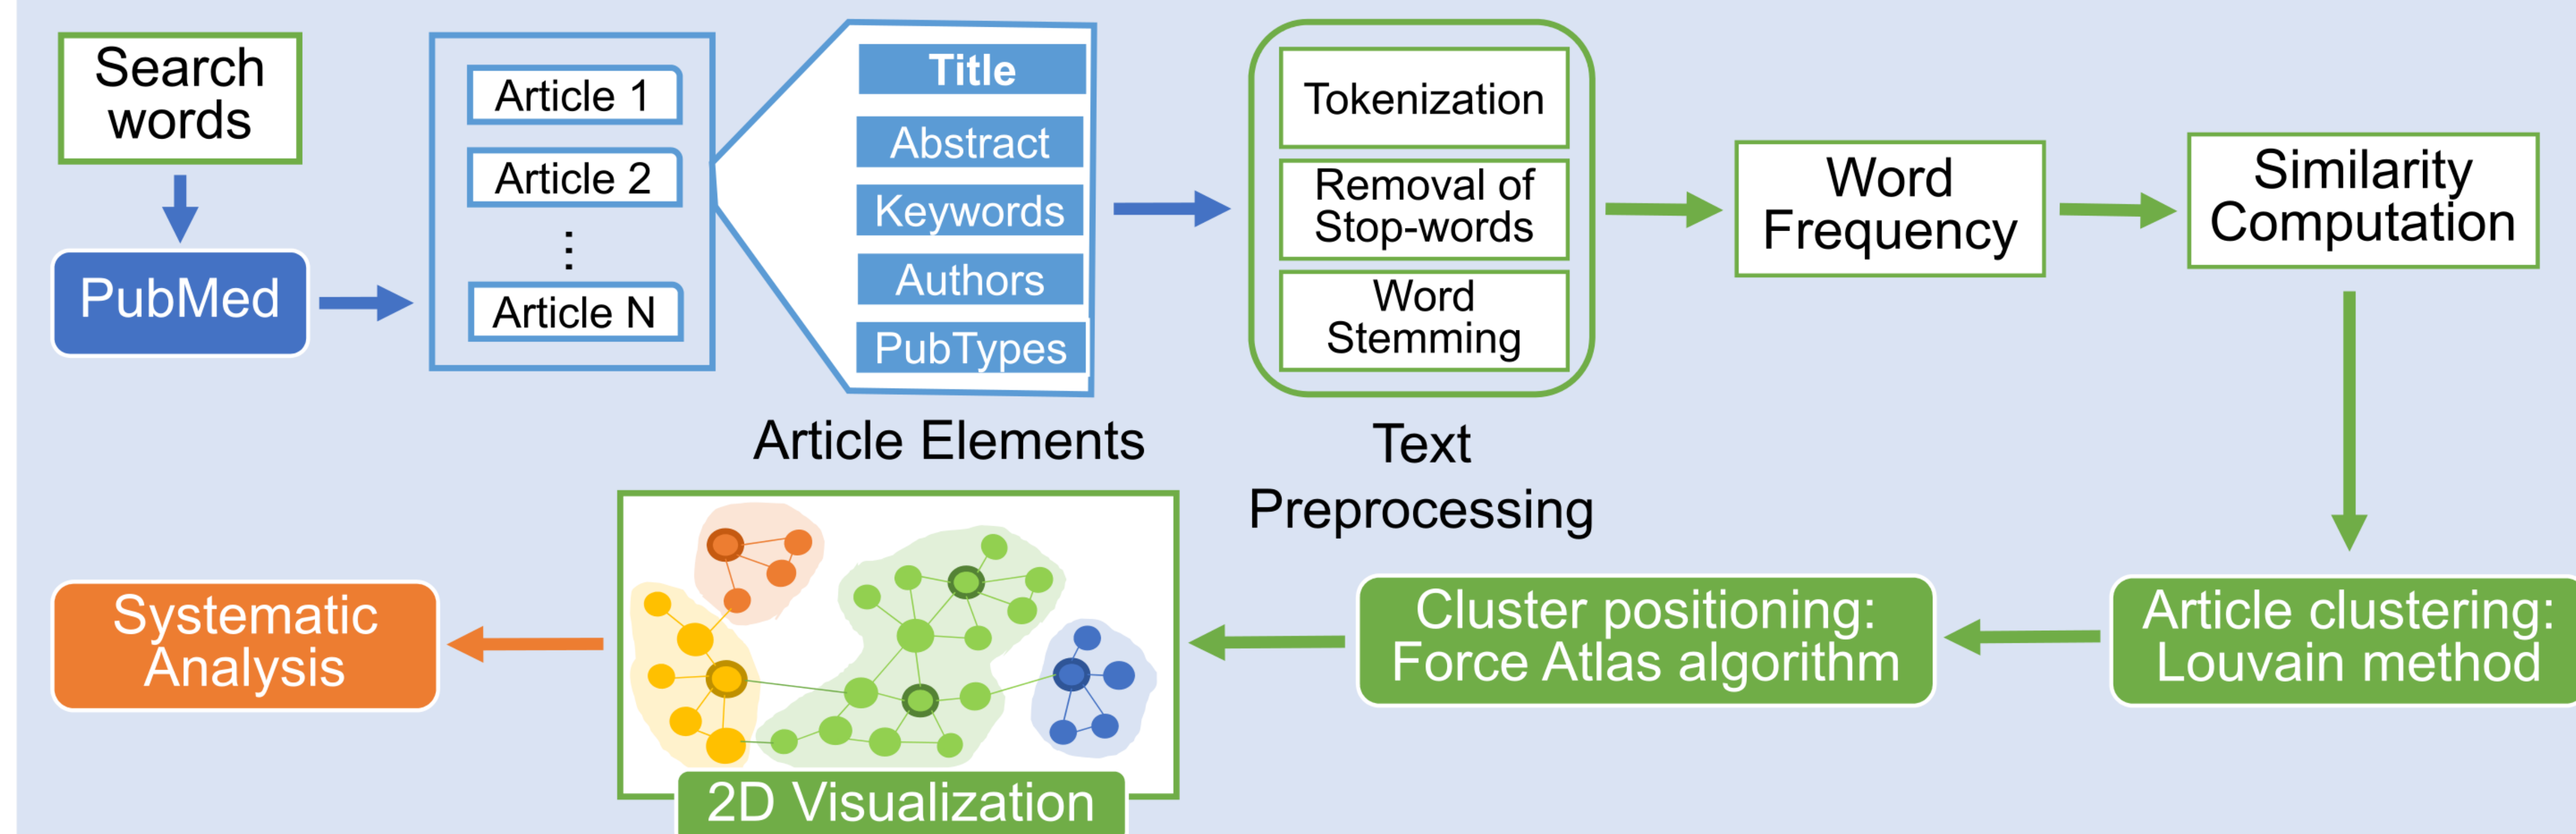 Search
words
PubMed
Article 1
Article 2
⋮
Article N
Title
Abstract
Keywords
Authors
PubTypes
Article Elements
Tokenization
Removal of
Stop-words
Word
Stemming
Text
Preprocessing
Word
Frequency
Similarity
Computation
Article clustering:
Louvain method
Cluster positioning:
Force Atlas algorithm
2D Visualization
Systematic
Analysis